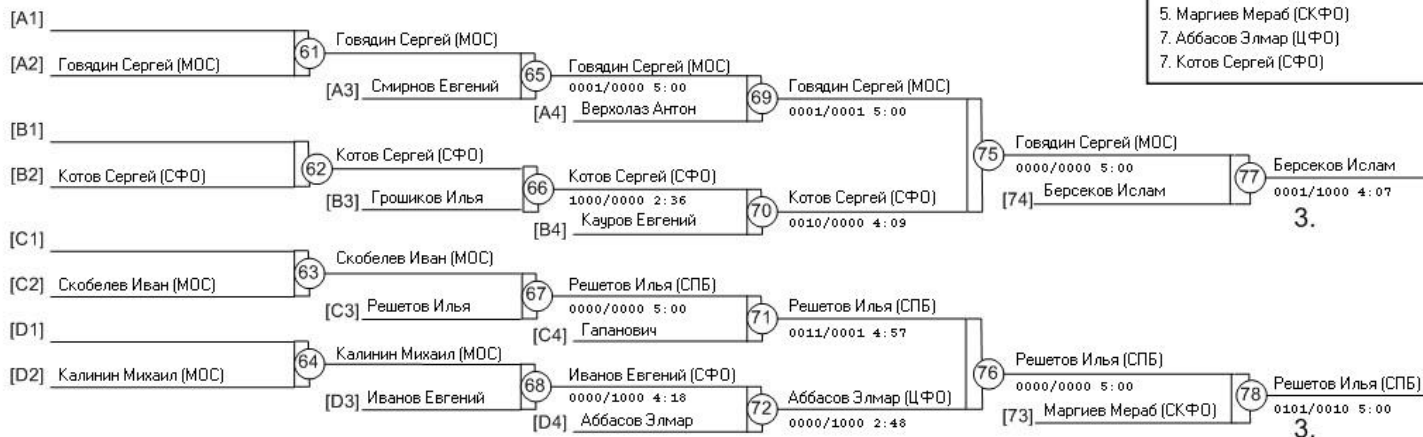 5. Маргиев Мераб (СКФО)
7. Аббасов Элмар (ЦФО)
7. Котов Сергей (СФО)
[A1]
[A2] Говядин Сергей (МОС)
61
Говядин Сергей (МОС)
[A3] Смирнов Евгений
65
Говядин Сергей (МОС)
0001/0000 5:00
[A4] Верхолаз Антон
69
Говядин Сергей (МОС)
0001/0001 5:00
[B1]
[B2] Котов Сергей (СФО)
62
Котов Сергей (СФО)
[B3] Грошиков Илья
66
Котов Сергей (СФО)
1000/0000 2:36
[B4] Кауров Евгений
70
Котов Сергей (СФО)
0010/0000 4:09
75
Говядин Сергей (МОС)
0000/0000 5:00
[74] Берсеков Ислам
77
Берсеков Ислам
0001/1000 4:07
3.
[C1]
[C2] Скобелев Иван (МОС)
63
Скобелев Иван (МОС)
[C3] Решетов Илья
67
Решетов Илья (СПБ)
0000/0000 5:00
[C4] Гапанович
71
Решетов Илья (СПБ)
0011/0001 4:57
[D1]
[D2] Калинин Михаил (МОС)
64
Калинин Михаил (МОС)
[D3] Иванов Евгений
68
Иванов Евгений (СФО)
0000/1000 4:18
[D4] Аббасов Элмар
72
Аббасов Элмар (ЦФО)
0000/1000 2:48
76
Решетов Илья (СПБ)
0000/0000 5:00
[73] Маргиев Мераб (СКФО)
78
Решетов Илья (СПБ)
0101/0010 5:00
3.